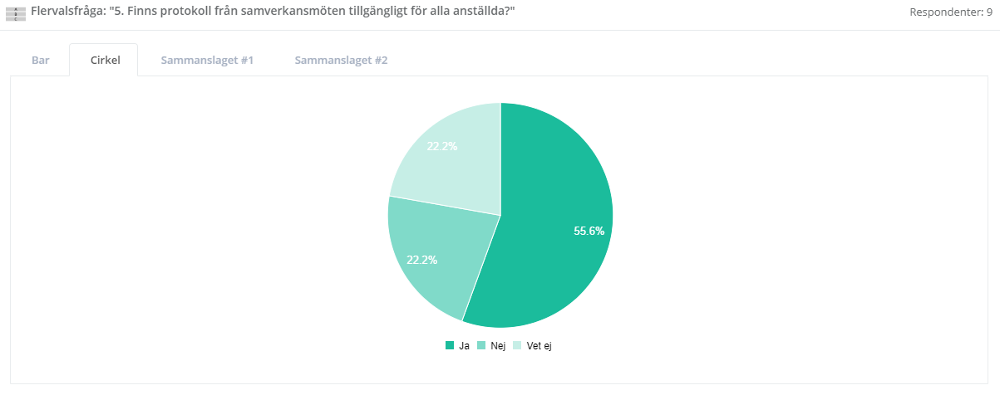 Flervalsfråga: "5. Finns protokoll från samverkansmöten tillgängligt för alla anställda?"
Respondenter: 9
Bar
Cirkel
Sammanslaget #1
Sammanslaget #2
22.2%
55.6%
22.2%
Ja
Nej
Vet ej